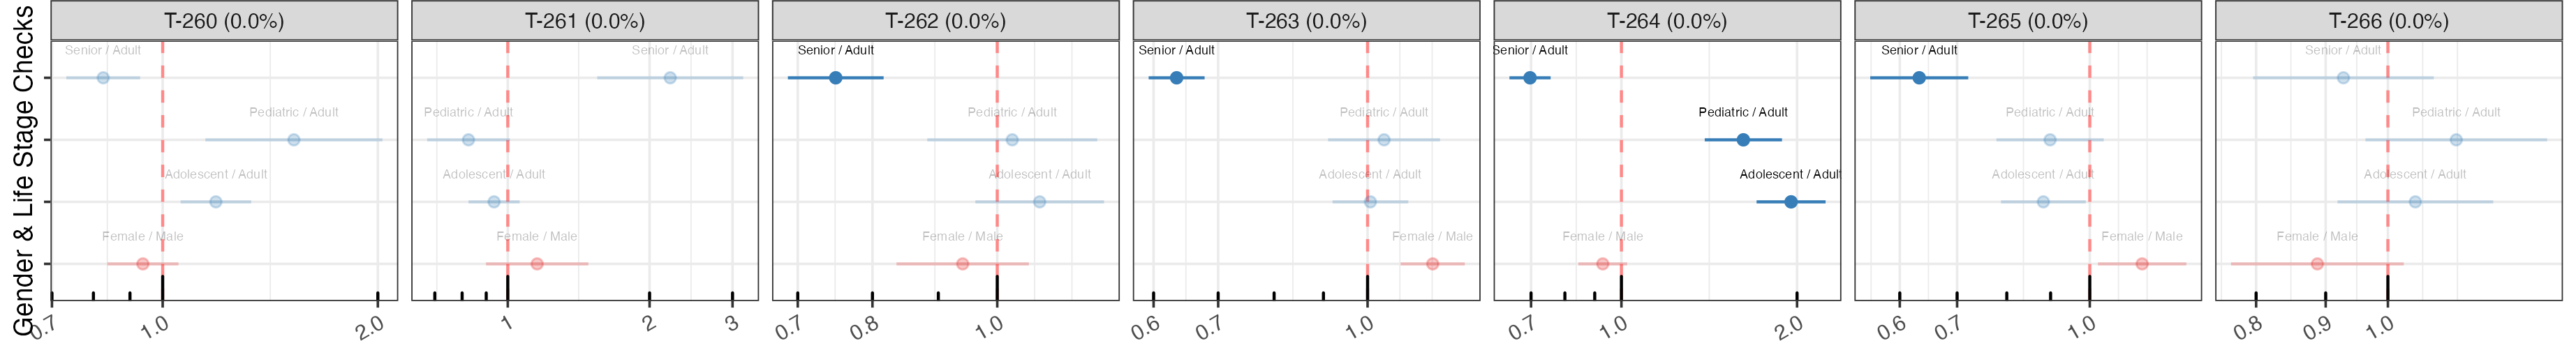 Gender & Life Stage Checks
T-260 (0.0%)
Senior / Adult
Pediatric / Adult
Adolescent / Adult
Female / Male
0.7 1.0 2.0
T-261 (0.0%)
Senior / Adult
Pediatric / Adult
Adolescent / Adult
Female / Male
1 2 3
T-262 (0.0%)
Senior / Adult
Pediatric / Adult
Adolescent / Adult
Female / Male
0.7 0.8 1.0
T-263 (0.0%)
Senior / Adult
Pediatric / Adult
Adolescent / Adult
Female / Male
0.6 0.7 1.0
T-264 (0.0%)
Senior / Adult
Pediatric / Adult
Adolescent / Adult
Female / Male
0.7 1.0 2.0
T-265 (0.0%)
Senior / Adult
Pediatric / Adult
Adolescent / Adult
Female / Male
0.6 0.7 1.0
T-266 (0.0%)
Senior / Adult
Pediatric / Adult
Adolescent / Adult
Female / Male
0.8 0.9 1.0